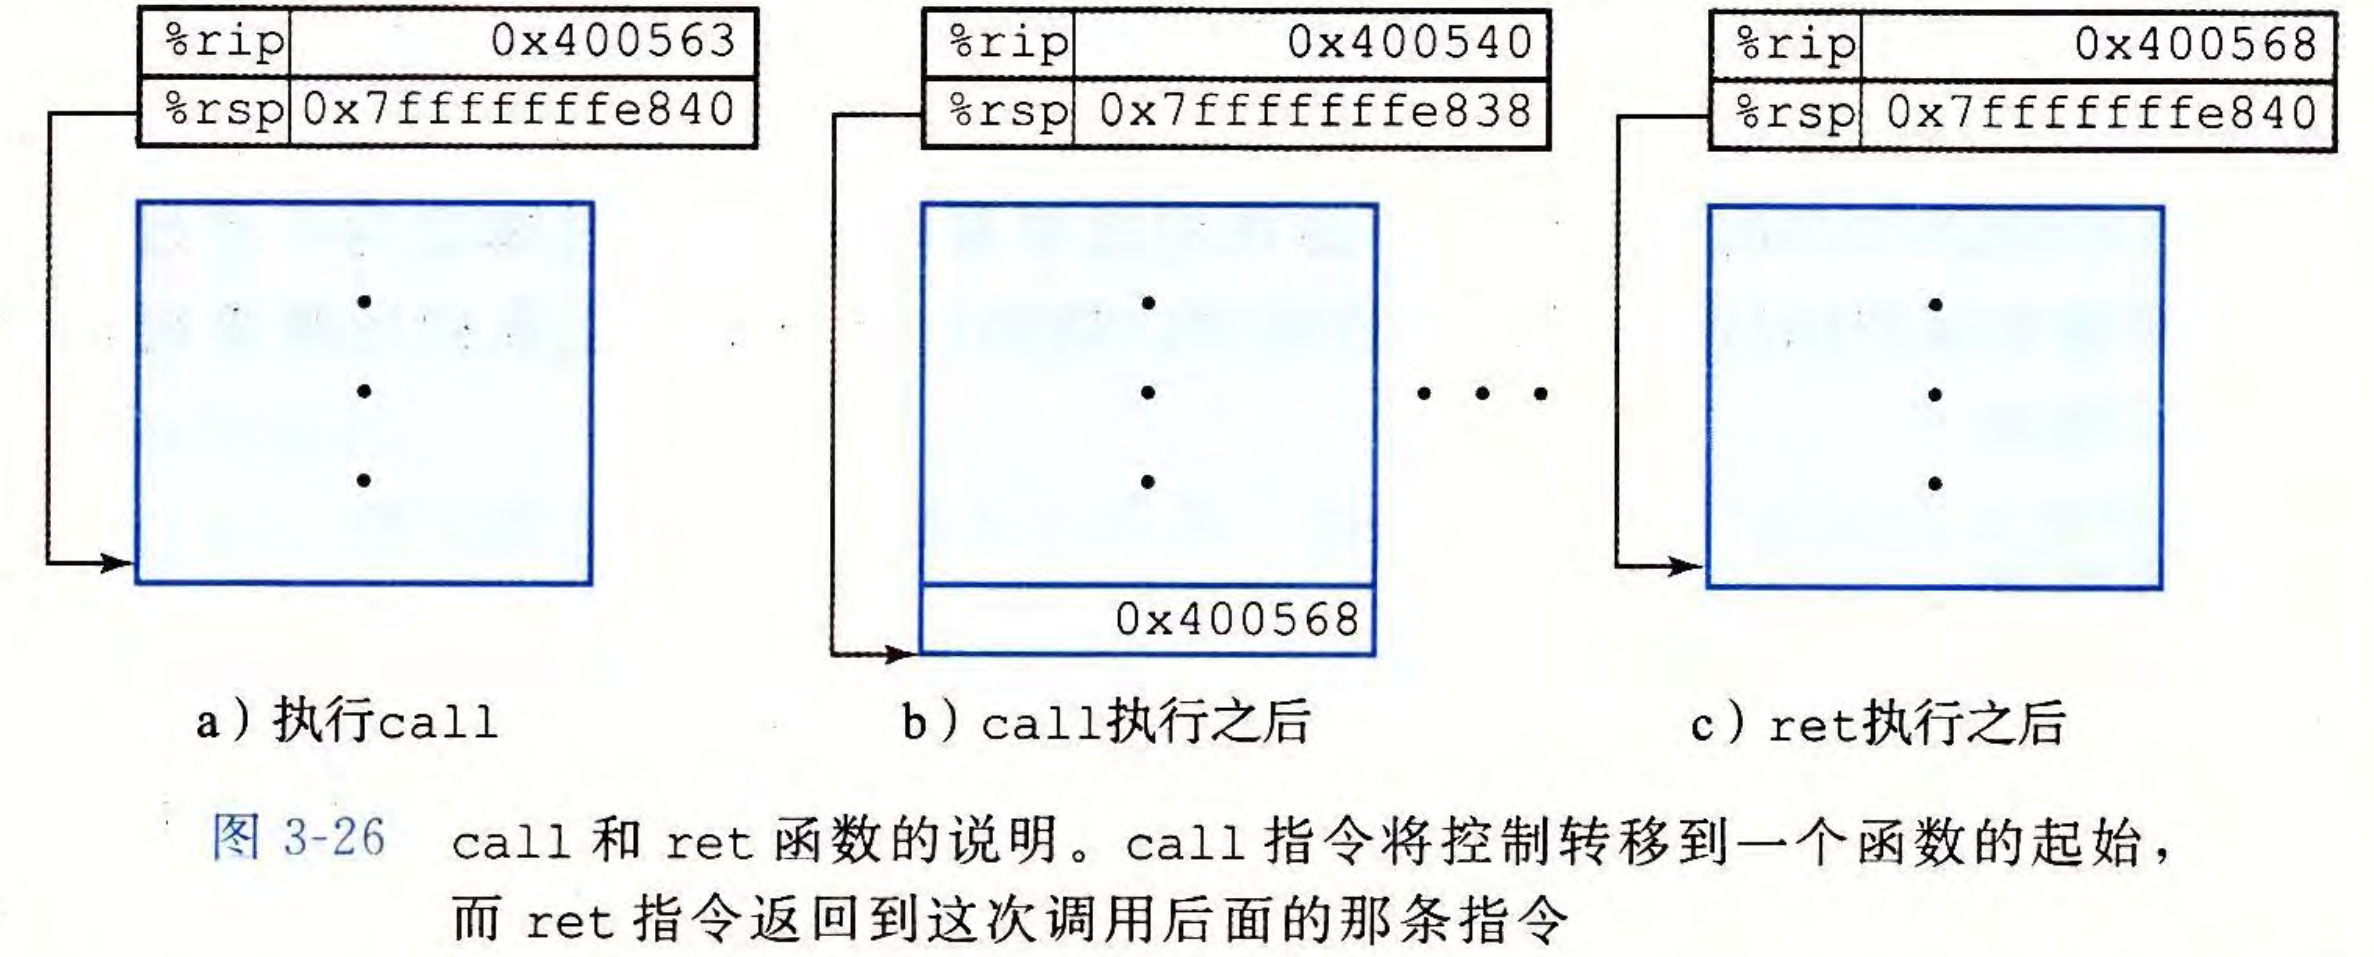 %rip 0x400563
%rsp 0x7fffffffe840
%rip 0x400540
%rsp 0x7fffffffe838
%rip 0x400568
%rsp 0x7fffffffe840
0x400568
a）执行call
b）call执行之后
c）ret执行之后
图 3-26 call 和 ret 函数的说明。call 指令将控制转移到一个函数的起始，
而 ret 指令返回到这次调用后面的那条指令